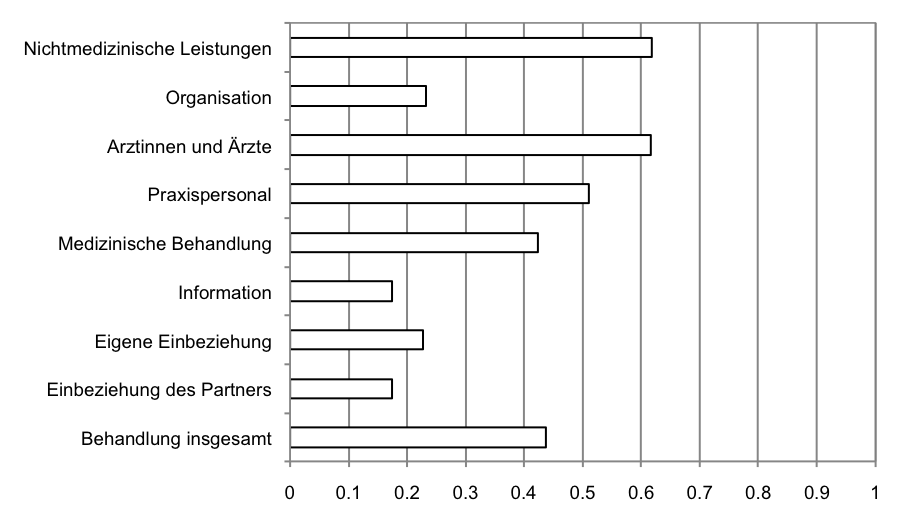 Nichtmedizinische Leistungen
Organisation
Arztinnen und Ärzte
Praxispersonal
Medizinische Behandlung
Information
Eigene Einbeziehung
Einbeziehung des Partners
Behandlung insgesamt
0 0.1 0.2 0.3 0.4 0.5 0.6 0.7 0.8 0.9 1